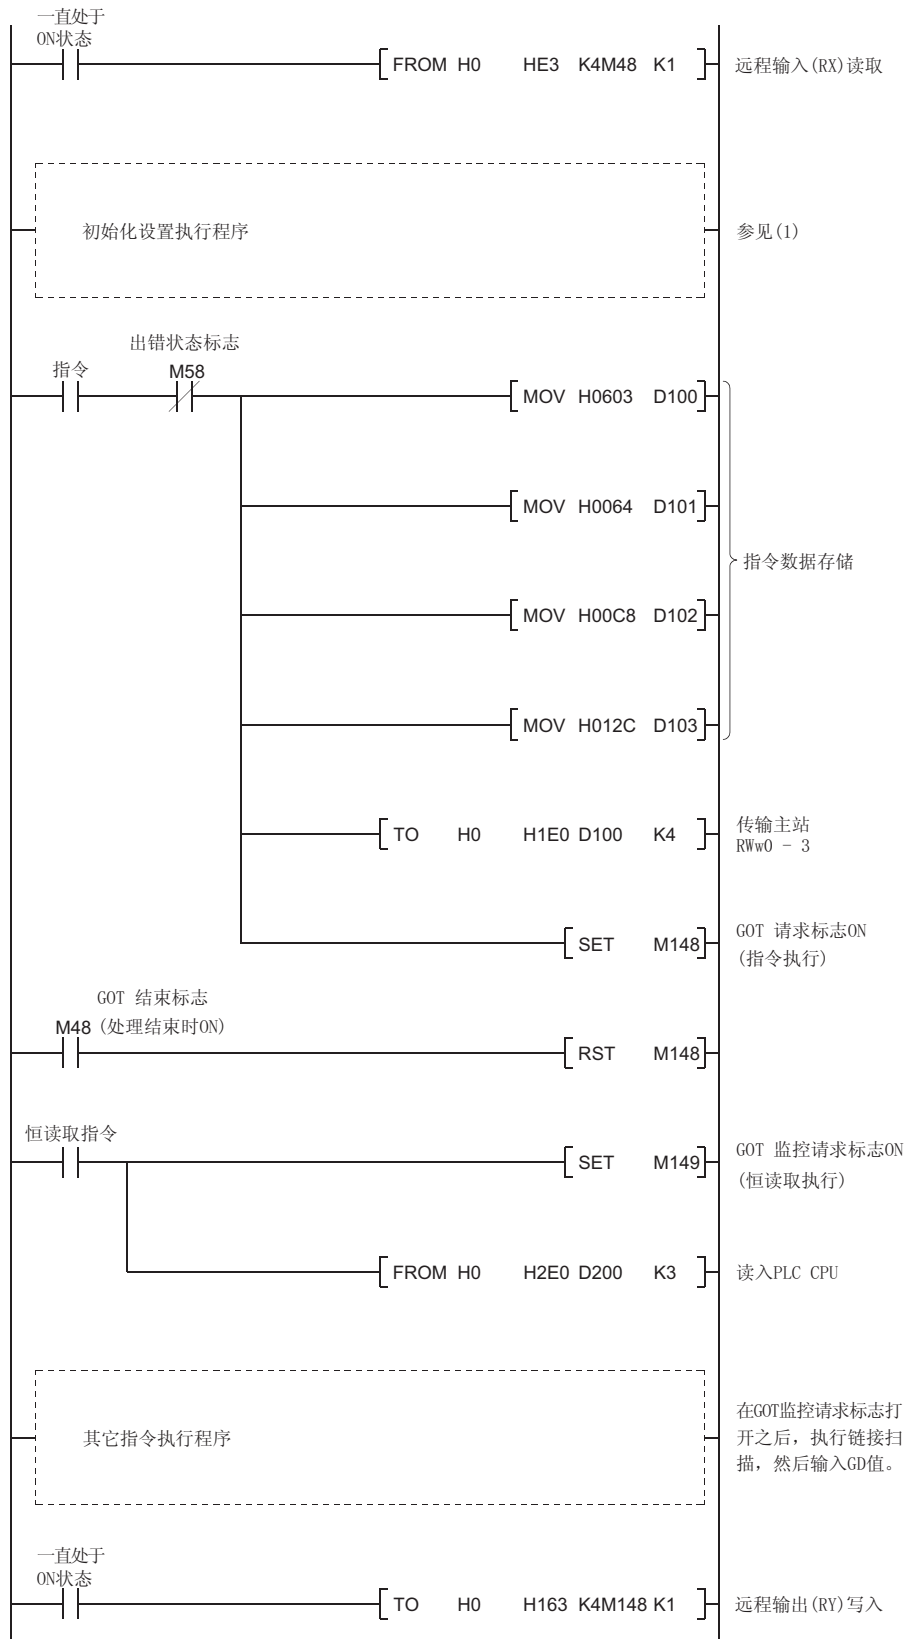 一直处于
ON状态
FROM H0 HE3 K4M48 K1 远程输入(RX)读取
初始化设置执行程序 参见(1)
出错状态标志
指令 M58
MOV H0603 D100
MOV H0064 D101
指令数据存储
MOV H00C8 D102
MOV H012C D103
TO H0 H1E0 D100 K4 传输主站
RWw0 - 3
SET M148 GOT 请求标志ON
(指令执行)
GOT 结束标志
M48 (处理结束时ON)
RST M148
恒读取指令
SET M149 GOT 监控请求标志ON
(恒读取执行)
FROM H0 H2E0 D200 K3 读入PLC CPU
在GOT监控请求标志打
其它指令执行程序 开之后，执行链接扫
描，然后输入GD值。
一直处于
ON状态
TO H0 H163 K4M148 K1 远程输出(RY)写入